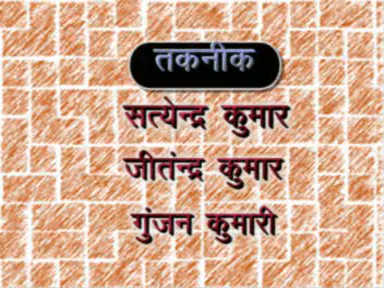 तकनीक
सत्येन्द्र कुमार
जीतंन्द्र कुमार
गुंजन कुमारी